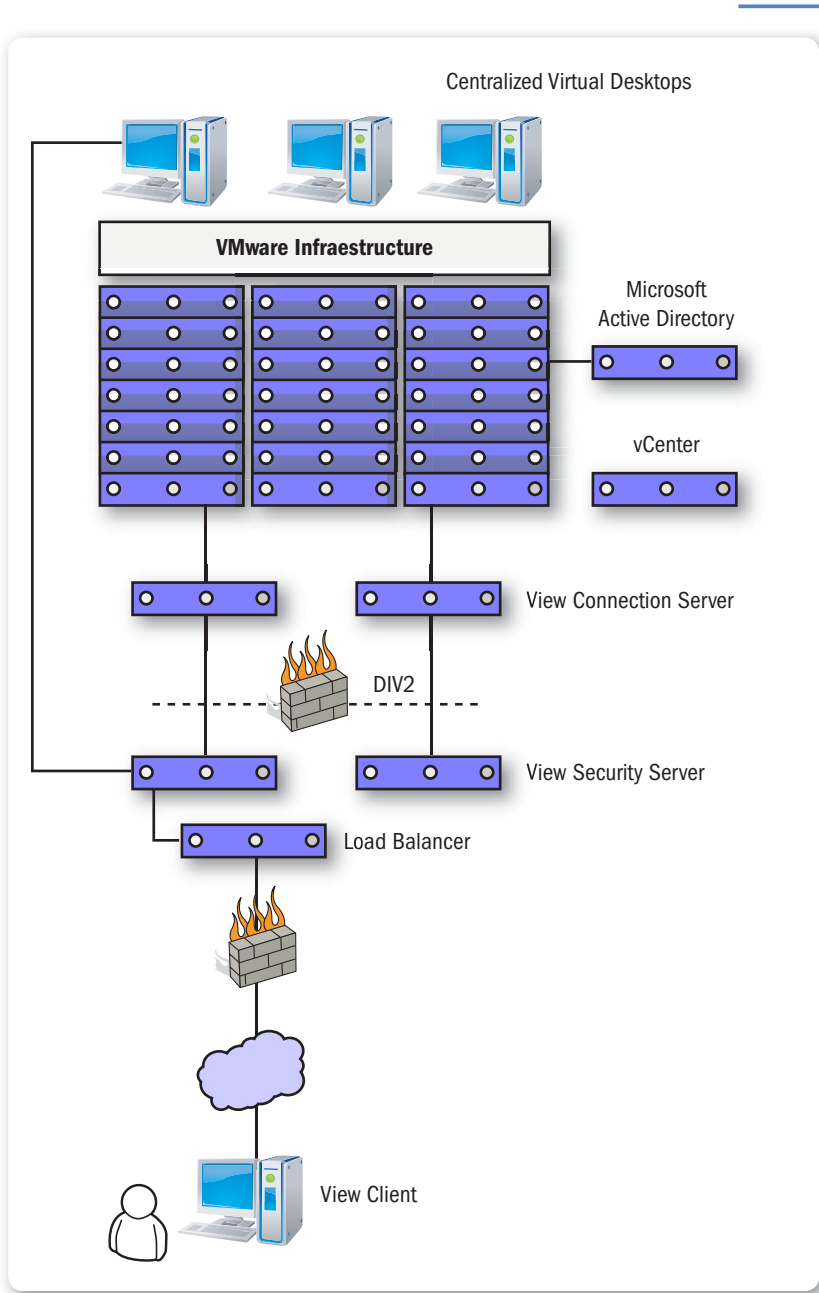 Centralized Virtual Desktops
VMware Infraestructure
Microsoft
Active Directory
vCenter
View Connection Server
DIV2
View Security Server
Load Balancer
View Client